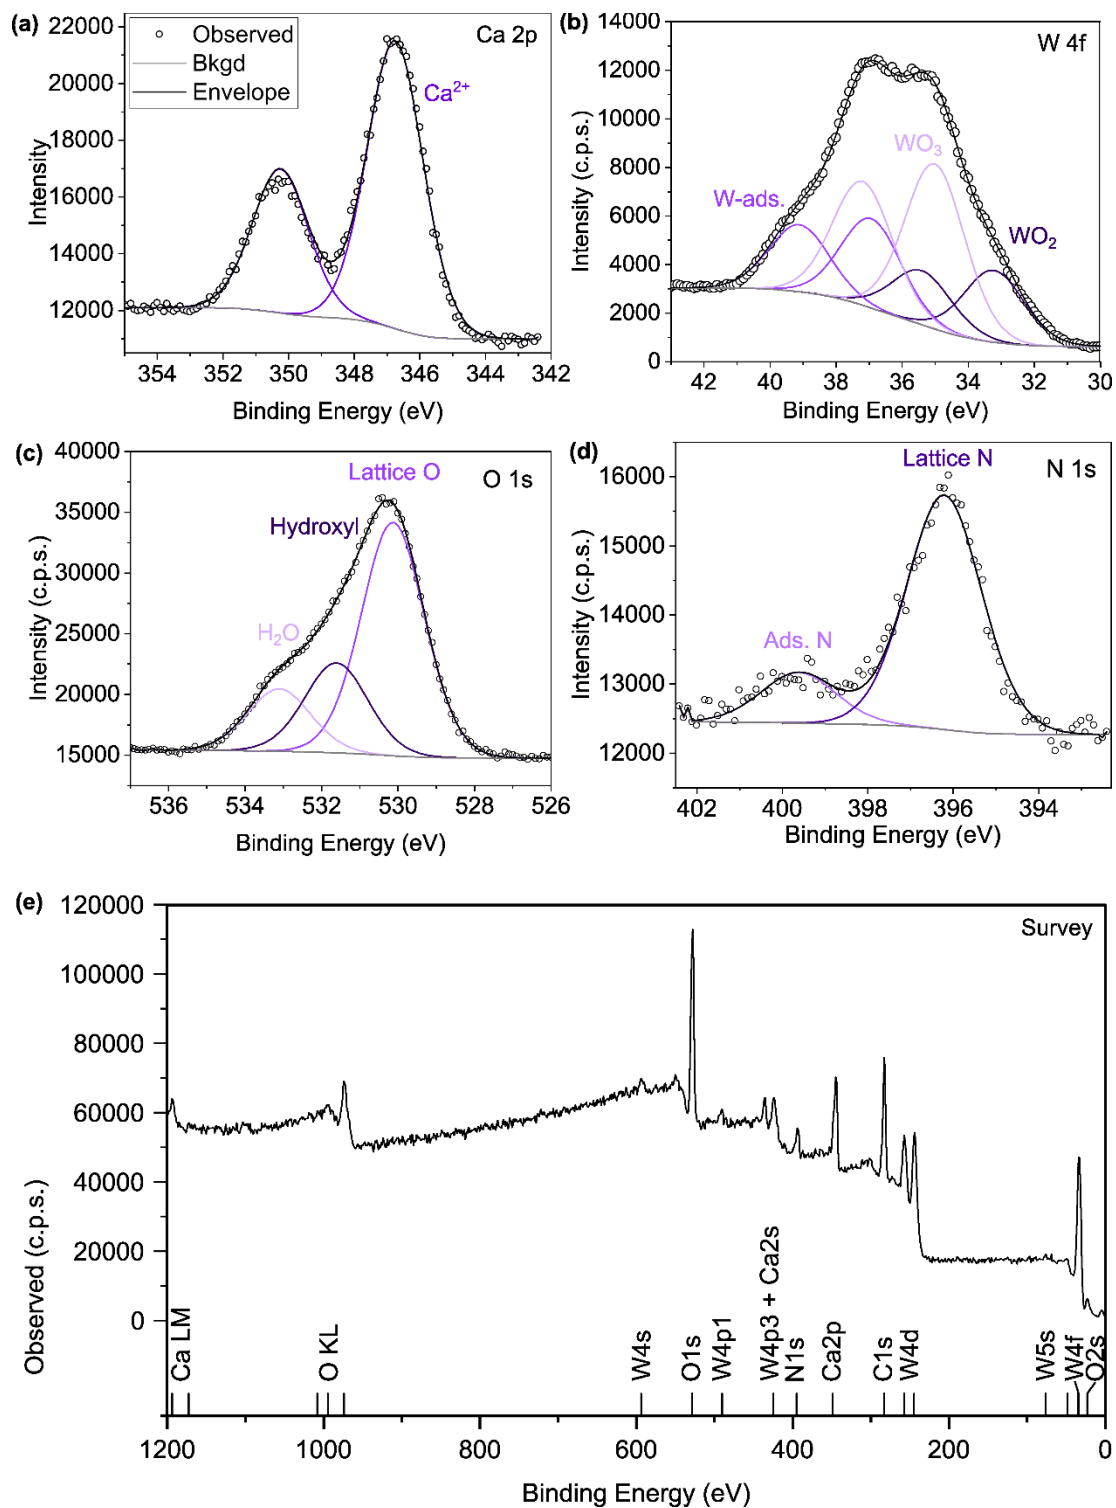 (a)
Observed
Bkgd
Envelope
Ca 2p
Ca²⁺
Intensity
22000
20000
18000
16000
14000
12000
354 352 350 348 346 344 342
Binding Energy (eV)
(b)
W 4f
W-ads.
WO₃
WO₂
Intensity (c.p.s.)
14000
12000
10000
8000
6000
4000
2000
0
42 40 38 36 34 32 30
Binding Energy (eV)
(c)
O 1s
Lattice O
Hydroxyl
H₂O
Intensity (c.p.s.)
40000
35000
30000
25000
20000
15000
536 534 532 530 528 526
Binding Energy (eV)
(d)
N 1s
Lattice N
Ads. N
Intensity (c.p.s.)
16000
15000
14000
13000
12000
402 400 398 396 394
Binding Energy (eV)
(e)
Survey
Observed (c.p.s.)
120000
100000
80000
60000
40000
20000
0
Ca LM
O KL
W4s
O1s
W4p1
W4p3 + Ca2s
N1s
Ca2p
C1s
W4d
W5s
W4f
O2s
1200 1000 800 600 400 200 0
Binding Energy (eV)